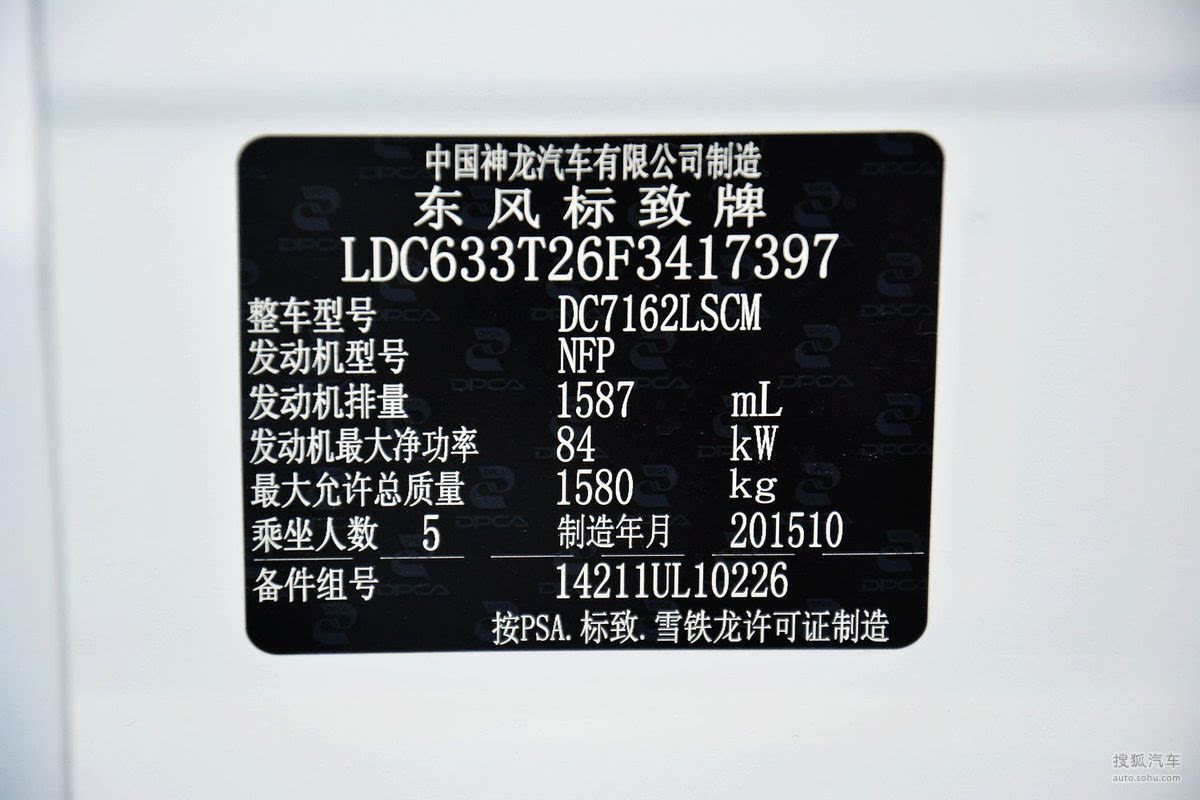 中国神龙汽车有限公司制造
东风标致牌
LDC633T26F3417397
整车型号 DC7162LSCM
发动机型号 NFP
发动机排量 1587 mL
发动机最大净功率 84 kW
最大允许总质量 1580 kg
乘坐人数 5 制造年月 201510
备件组号 14211UL10226
按PSA.标致.雪铁龙许可证制造
搜狐汽车
auto.sohu.com